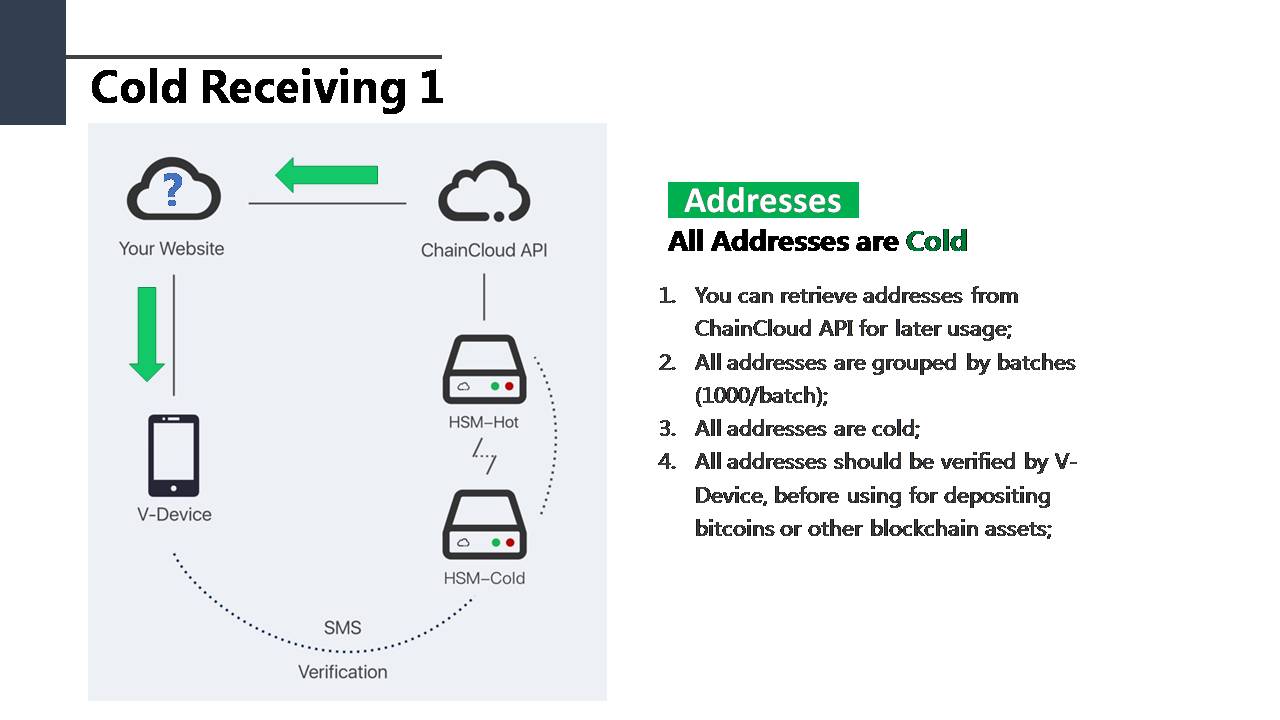 Cold Receiving 1
?
Your Website
ChainCloud API
HSM–Hot
V-Device
HSM–Cold
SMS
Verification
Addresses
All Addresses are Cold
1. You can retrieve addresses from
ChainCloud API for later usage;
2. All addresses are grouped by batches
(1000/batch);
3. All addresses are cold;
4. All addresses should be verified by V-
Device, before using for depositing
bitcoins or other blockchain assets;